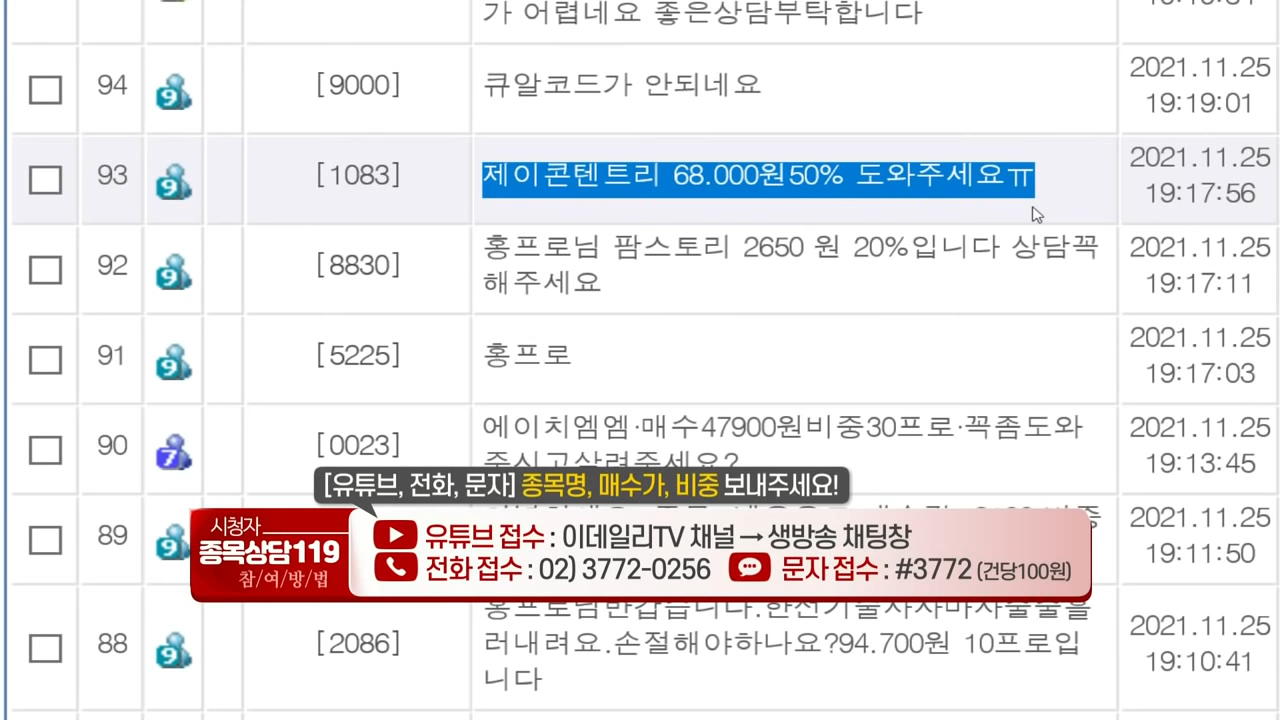 가 어렵네요 좋은상담부탁합니다
94 [9000] 큐알코드가 안되네요 2021.11.25
19:19:01
93 [1083] 제이콘텐트리 68.000원50% 도와주세요ㅠ 2021.11.25
19:17:56
92 [8830] 홍프로님 팜스토리 2650 원 20%입니다 상담꼭 2021.11.25
해주세요 19:17:11
91 [5225] 홍프로 2021.11.25
19:17:03
90 [0023] 에이치엠엠·매수47900원비중30프로·꼭좀도와 2021.11.25
주시고살려주세요? 19:13:45
[유튜브, 전화, 문자] 종목명, 매수가, 비중 보내주세요!
89 2021.11.25
19:11:50
시청자
종목상담119
참/여/방/법
유튜브 접수 : 이데일리TV 채널 → 생방송 채팅창
전화 접수 : 02) 3772-0256 문자 접수 : #3772 (건당100원)
88 [2086] 2021.11.25
러내려요.손절해야하나요?94.700원 10프로입 19:10:41
니다